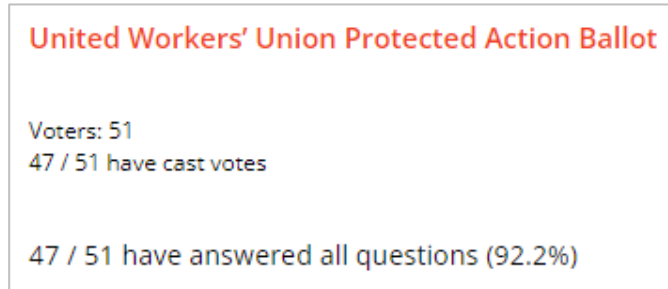 United Workers’ Union Protected Action Ballot
Voters: 51
47 / 51 have cast votes
47 / 51 have answered all questions (92.2%)